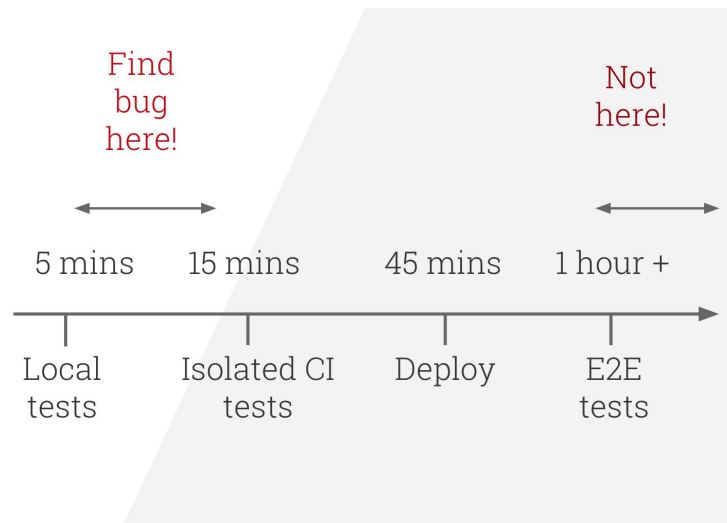 Find
bug
here!
Not
here!
5 mins
15 mins
45 mins
1 hour +
Local
tests
Isolated CI
tests
Deploy
E2E
tests